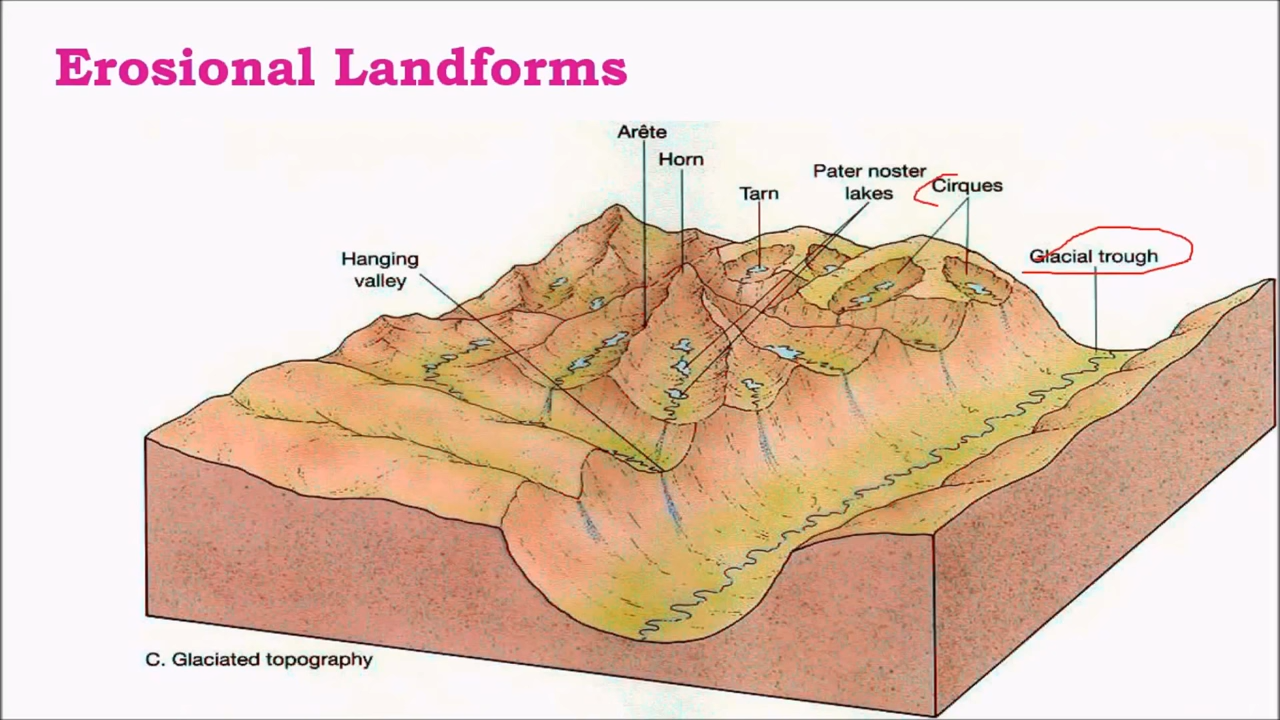 Erosional Landforms
Arête
Horn
Tarn
Pater noster
lakes
Cirques
Glacial trough
Hanging
valley
C. Glaciated topography